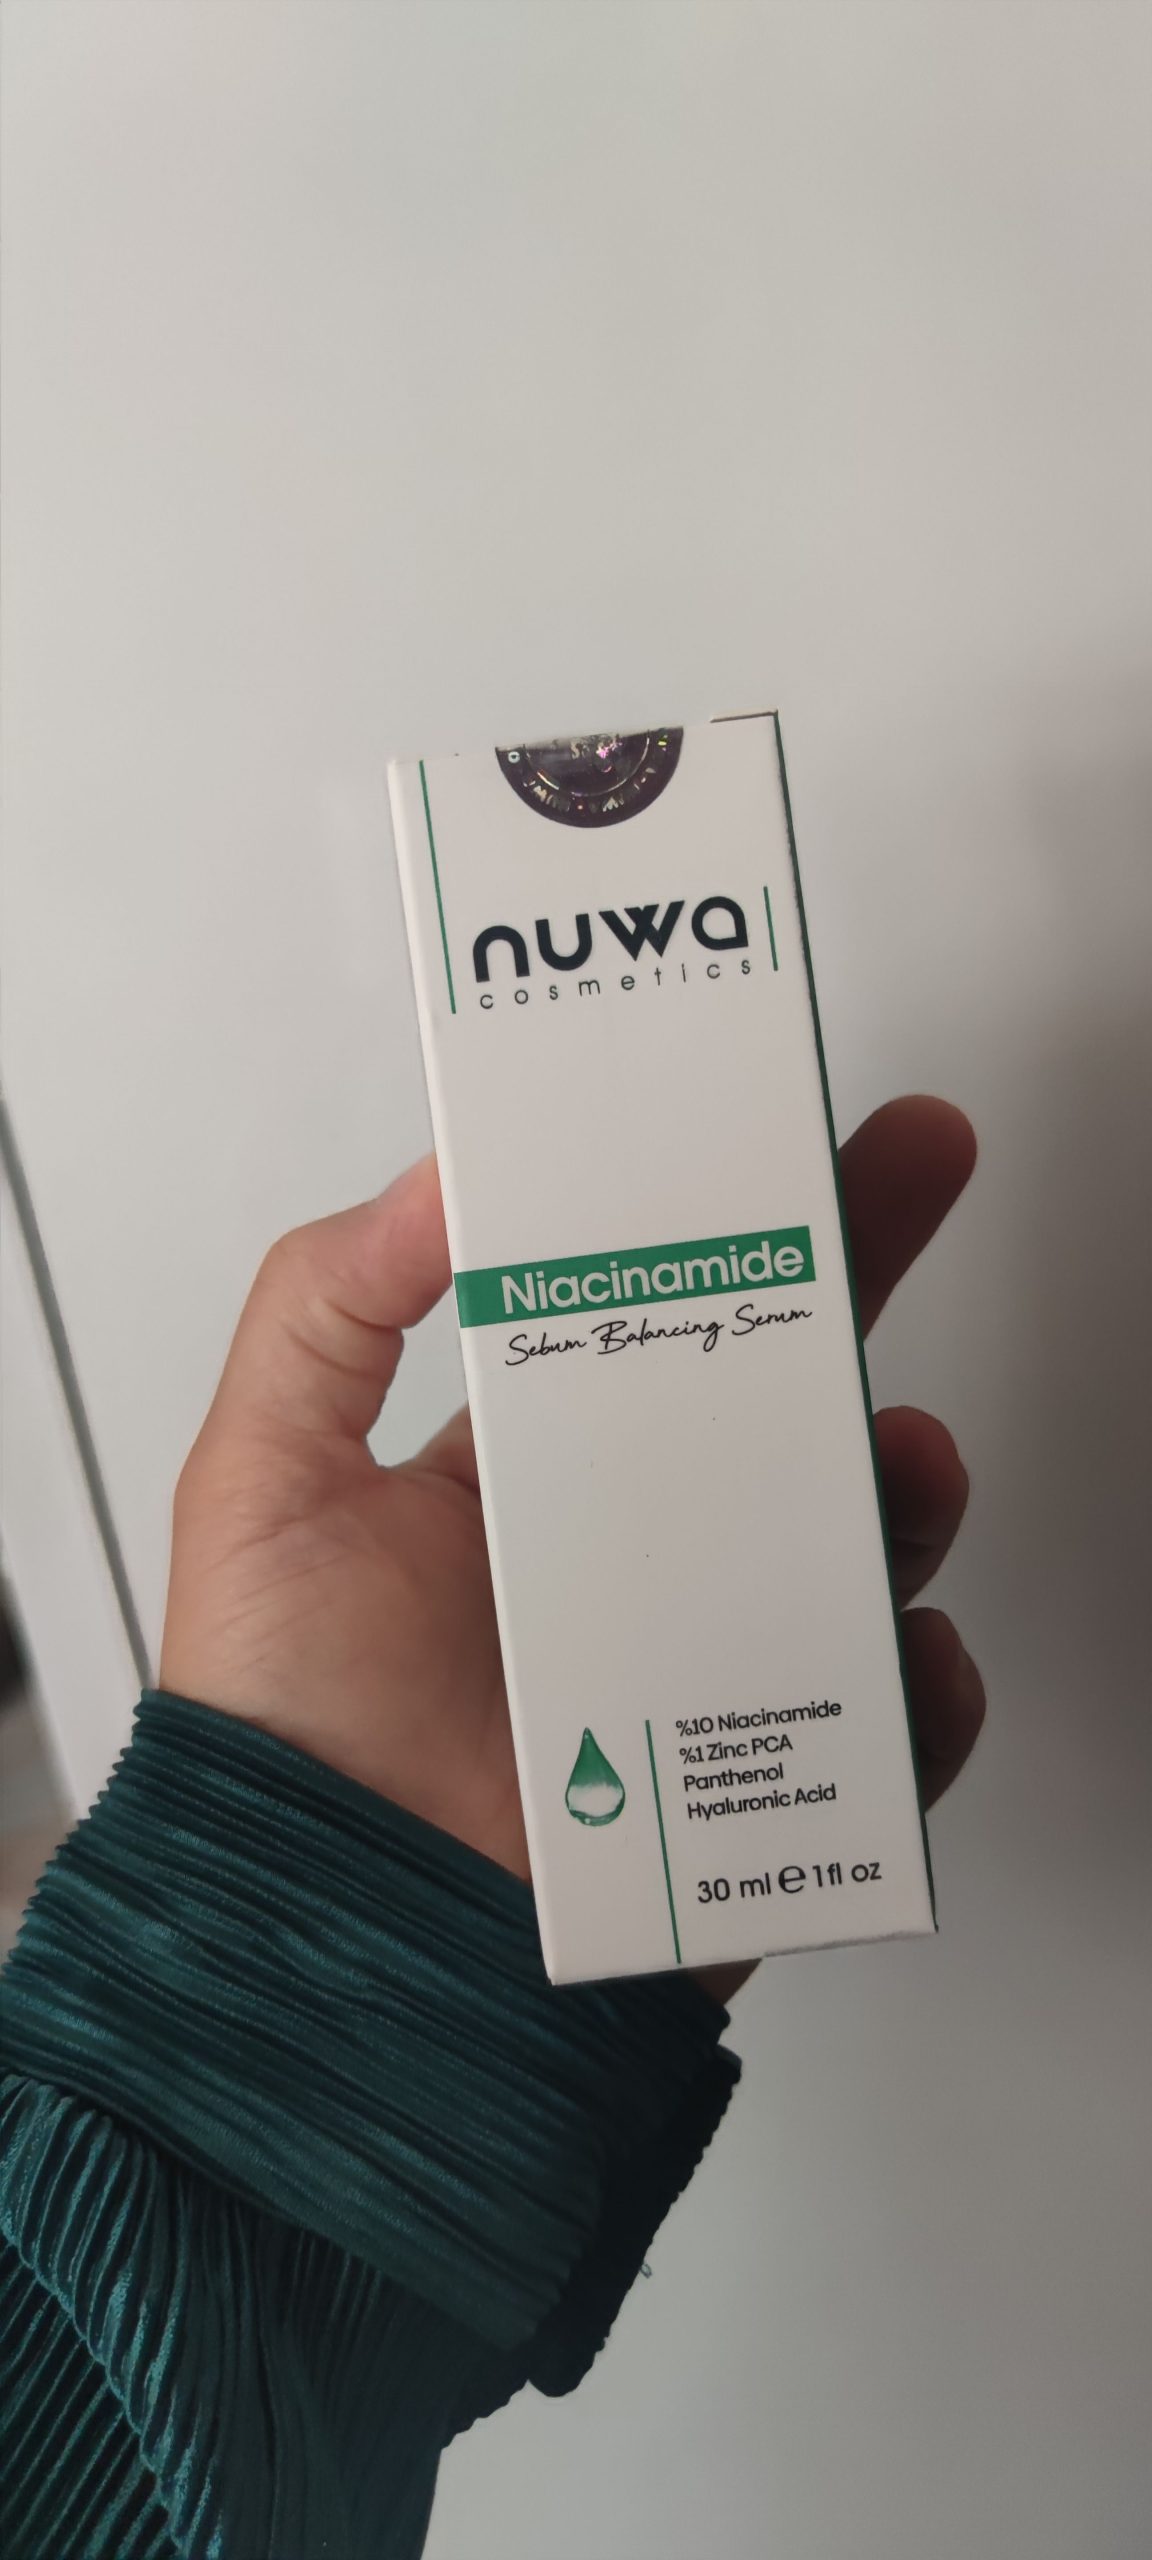 nuwa
cosmetics
Niacinamide
Sebum Balancing Serum
%10 Niacinamide
%1 Zinc PCA
Panthenol
Hyaluronic Acid
30 ml e 1 fl oz